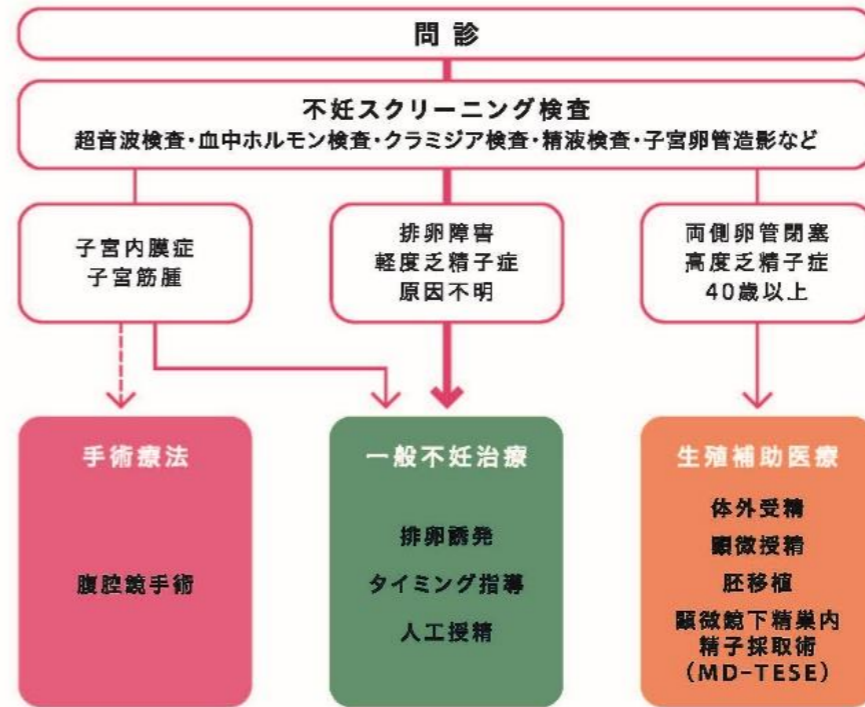 問診
不妊スクリーニング検査
超音波検査・血中ホルモン検査・クラミジア検査・精液検査・子宮卵管造影など
子宮内膜症
子宮筋腫
排卵障害
軽度乏精子症
原因不明
両側卵管閉塞
高度乏精子症
40歳以上
手術療法
腹腔鏡手術
一般不妊治療
排卵誘発
タイミング指導
人工授精
生殖補助医療
体外受精
顕微授精
胚移植
顕微鏡下精巣内
精子採取術
(MD-TESE)